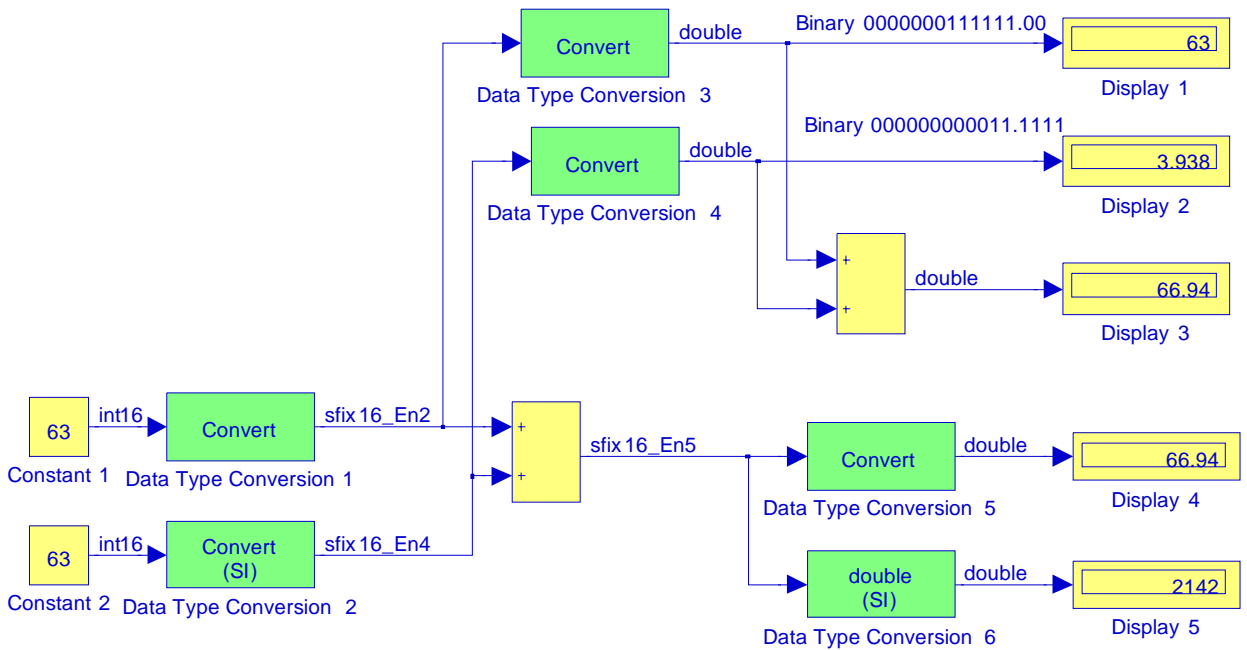 Convert
double
Binary 0000000111111.00
63
Data Type Conversion 3
Display 1
Convert
double
Binary 000000000011.1111
3.938
Data Type Conversion 4
Display 2
+
+
double
66.94
Display 3
63
int16
Convert
sfix16_En2
Constant 1
Data Type Conversion 1
+
+
sfix16_En5
Convert
double
66.94
Data Type Conversion 5
Display 4
63
int16
Convert
(SI)
sfix16_En4
Constant 2
Data Type Conversion 2
double
(SI)
double
2142
Data Type Conversion 6
Display 5